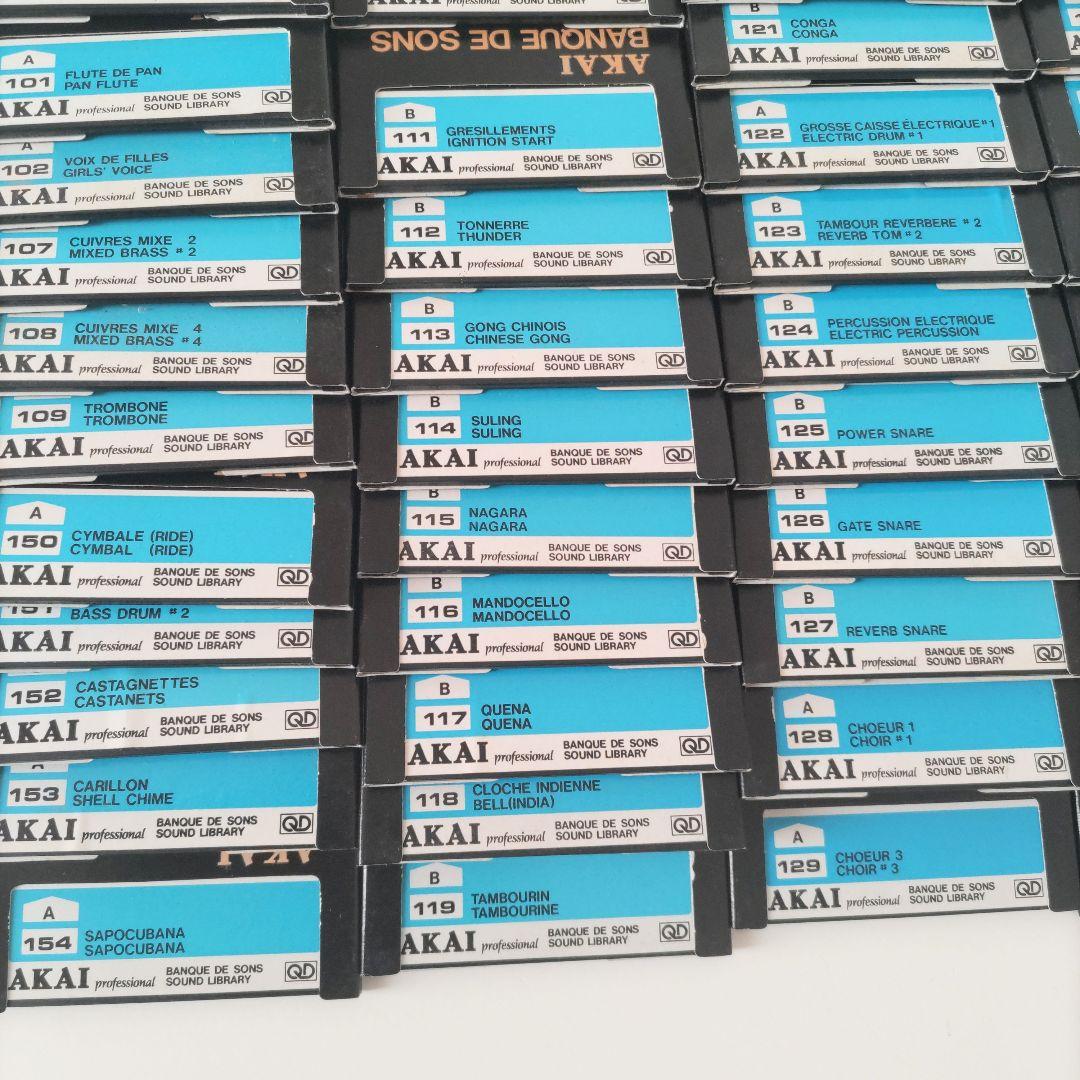 A
101
FLUTE DE PAN
PAN FLUTE
AKAI professional BANQUE DE SONS
SOUND LIBRARY QD
A
102
VOIX DE FILLES
GIRLS' VOICE
AKAI professional BANQUE DE SONS
SOUND LIBRARY QD
107
CUIVRES MIXE 2
MIXED BRASS # 2
AKAI professional BANQUE DE SONS
SOUND LIBRARY QD
108
CUIVRES MIXE 4
MIXED BRASS # 4
AKAI professional BANQUE DE SONS
SOUND LIBRARY QD
109
TROMBONE
TROMBONE
AKAI professional BANQUE DE SONS
SOUND LIBRARY QD
A
150
CYMBALE (RIDE)
CYMBAL (RIDE)
AKAI professional BANQUE DE SONS
SOUND LIBRARY QD
151
BASS DRUM # 2
AKAI professional BANQUE DE SONS
SOUND LIBRARY QD
152
CASTAGNETTES
CASTANETS
AKAI professional BANQUE DE SONS
SOUND LIBRARY QD
A
153
CARILLON
SHELL CHIME
AKAI professional BANQUE DE SONS
SOUND LIBRARY QD
AKAI
A
154
SAPOCUBANA
SAPOCUBANA
AKAI professional BANQUE DE SONS
SOUND LIBRARY QD
AKAI
AKAI
BANQUE DE SONS
B
111
GRESILLEMENTS
IGNITION START
AKAI professional BANQUE DE SONS
SOUND LIBRARY QD
B
112
TONNERRE
THUNDER
AKAI professional BANQUE DE SONS
SOUND LIBRARY QD
B
113
GONG CHINOIS
CHINESE GONG
AKAI professional BANQUE DE SONS
SOUND LIBRARY QD
B
114
SULING
SULING
AKAI professional BANQUE DE SONS
SOUND LIBRARY QD
B
115
NAGARA
NAGARA
AKAI professional BANQUE DE SONS
SOUND LIBRARY QD
B
116
MANDOCELLO
MANDOCELLO
AKAI professional BANQUE DE SONS
SOUND LIBRARY QD
B
117
QUENA
QUENA
AKAI professional BANQUE DE SONS
SOUND LIBRARY QD
118
CLOCHE INDIENNE
BELL(INDIA)
AKAI professional BANQUE DE SONS
SOUND LIBRARY QD
B
119
TAMBOURIN
TAMBOURINE
AKAI professional BANQUE DE SONS
SOUND LIBRARY QD
B
121
CONGA
CONGA
AKAI professional BANQUE DE SONS
SOUND LIBRARY QD
A
122
GROSSE CAISSE ÉLECTRIQUE # 1
ELECTRIC DRUM # 1
AKAI professional BANQUE DE SONS
SOUND LIBRARY QD
B
123
TAMBOUR REVERBERE # 2
REVERB TOM # 2
AKAI professional BANQUE DE SONS
SOUND LIBRARY QD
B
124
PERCUSSION ELECTRIQUE
ELECTRIC PERCUSSION
AKAI professional BANQUE DE SONS
SOUND LIBRARY QD
B
125
POWER SNARE
AKAI professional BANQUE DE SONS
SOUND LIBRARY QD
B
126
GATE SNARE
AKAI professional BANQUE DE SONS
SOUND LIBRARY QD
B
127
REVERB SNARE
AKAI professional BANQUE DE SONS
SOUND LIBRARY QD
A
128
CHOEUR 1
CHOIR # 1
AKAI professional BANQUE DE SONS
SOUND LIBRARY QD
A
129
CHOEUR 3
CHOIR # 3
AKAI professional BANQUE DE SONS
SOUND LIBRARY QD